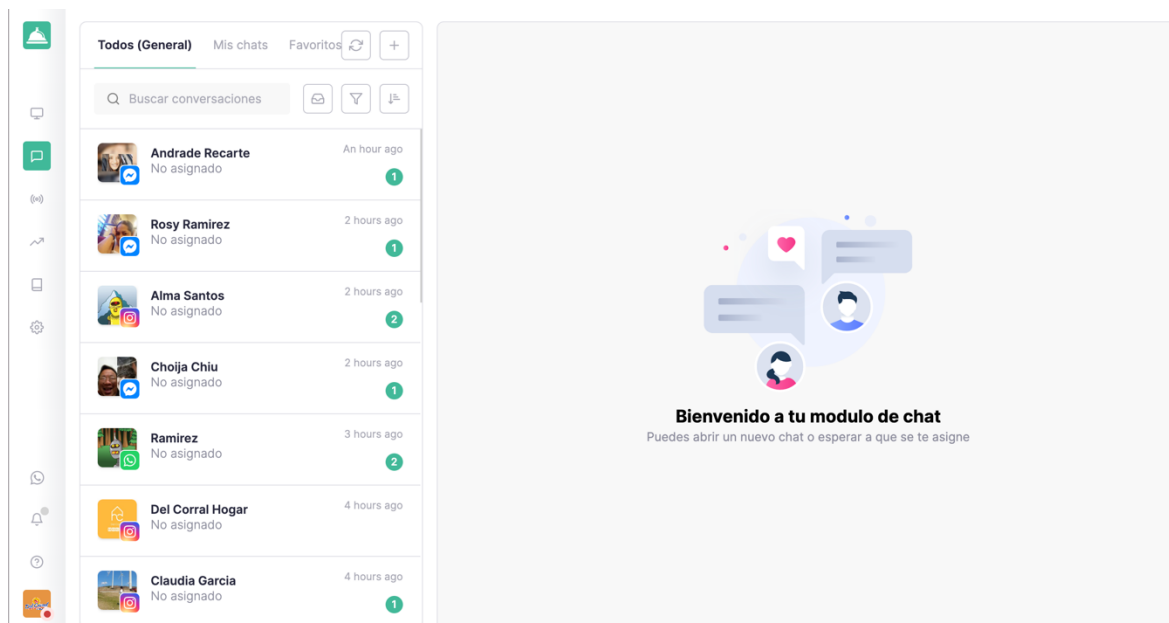 Todos (General) Mis chats Favoritos
Buscar conversaciones
Andrade Recarte An hour ago
No asignado
1
Rosy Ramirez 2 hours ago
No asignado
1
Alma Santos 2 hours ago
No asignado
2
Choija Chiu 2 hours ago
No asignado
1
Ramirez 3 hours ago
No asignado
2
Del Corral Hogar 4 hours ago
No asignado
Claudia Garcia 4 hours ago
No asignado
1
Bienvenido a tu modulo de chat
Puedes abrir un nuevo chat o esperar a que se te asigne